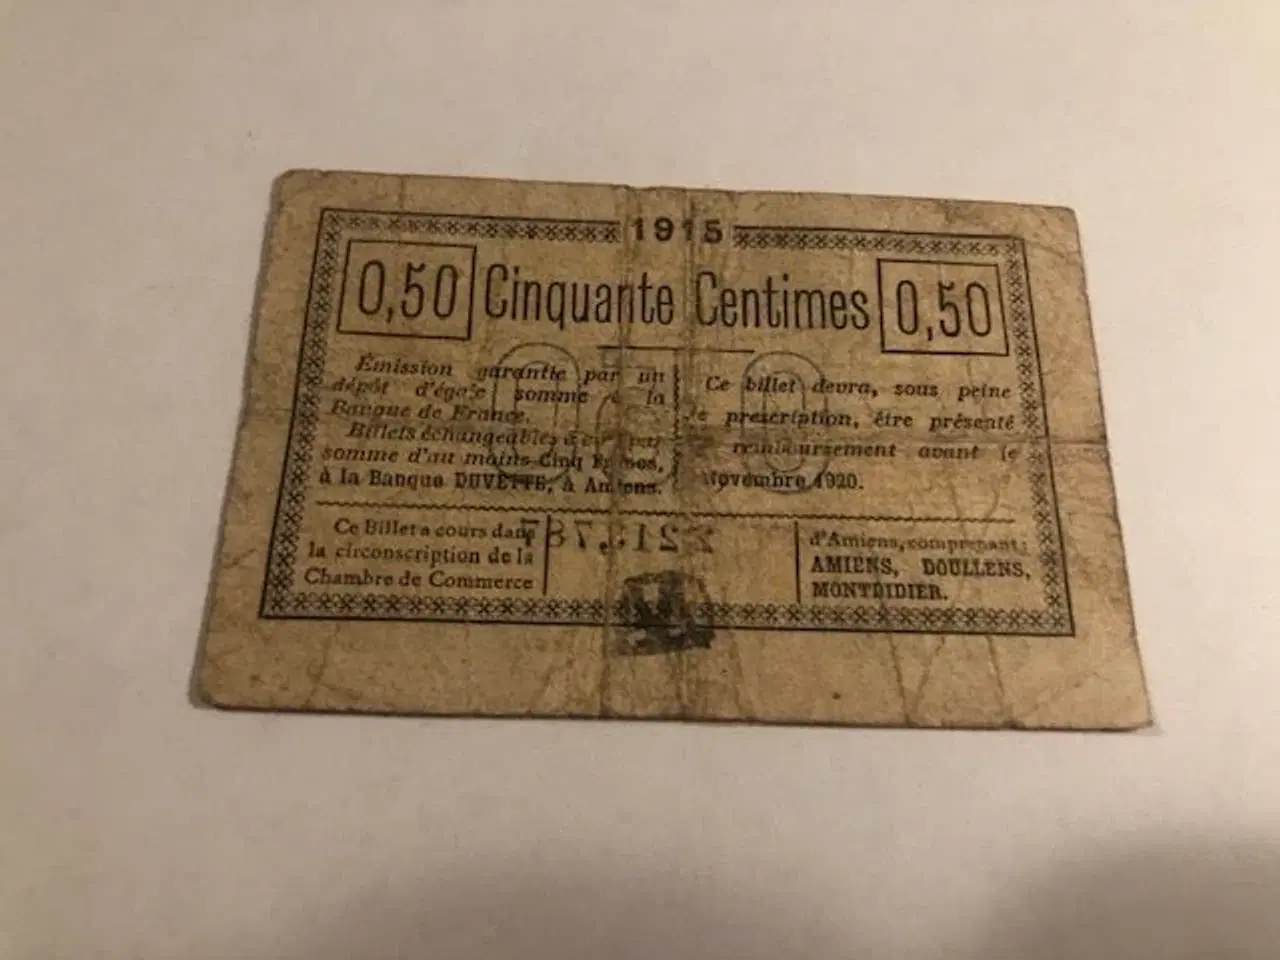 1915
0,50 Cinquante Centimes 0,50
Émission garantie par un
dépôt d'égale somme à la
Banque de France.
Billets échangeables
somme d'au moins Cinq Francs,
à la Banque DUVETTE, à Amiens.
Ce billet devra, sous peine
de prescription, être présenté
remboursement avant le
Novembre 1920.
Ce Billet a cours dans
la circonscription de la
Chambre de Commerce
d'Amiens, comprenant:
AMIENS, DOULLENS,
MONTDIDIER.